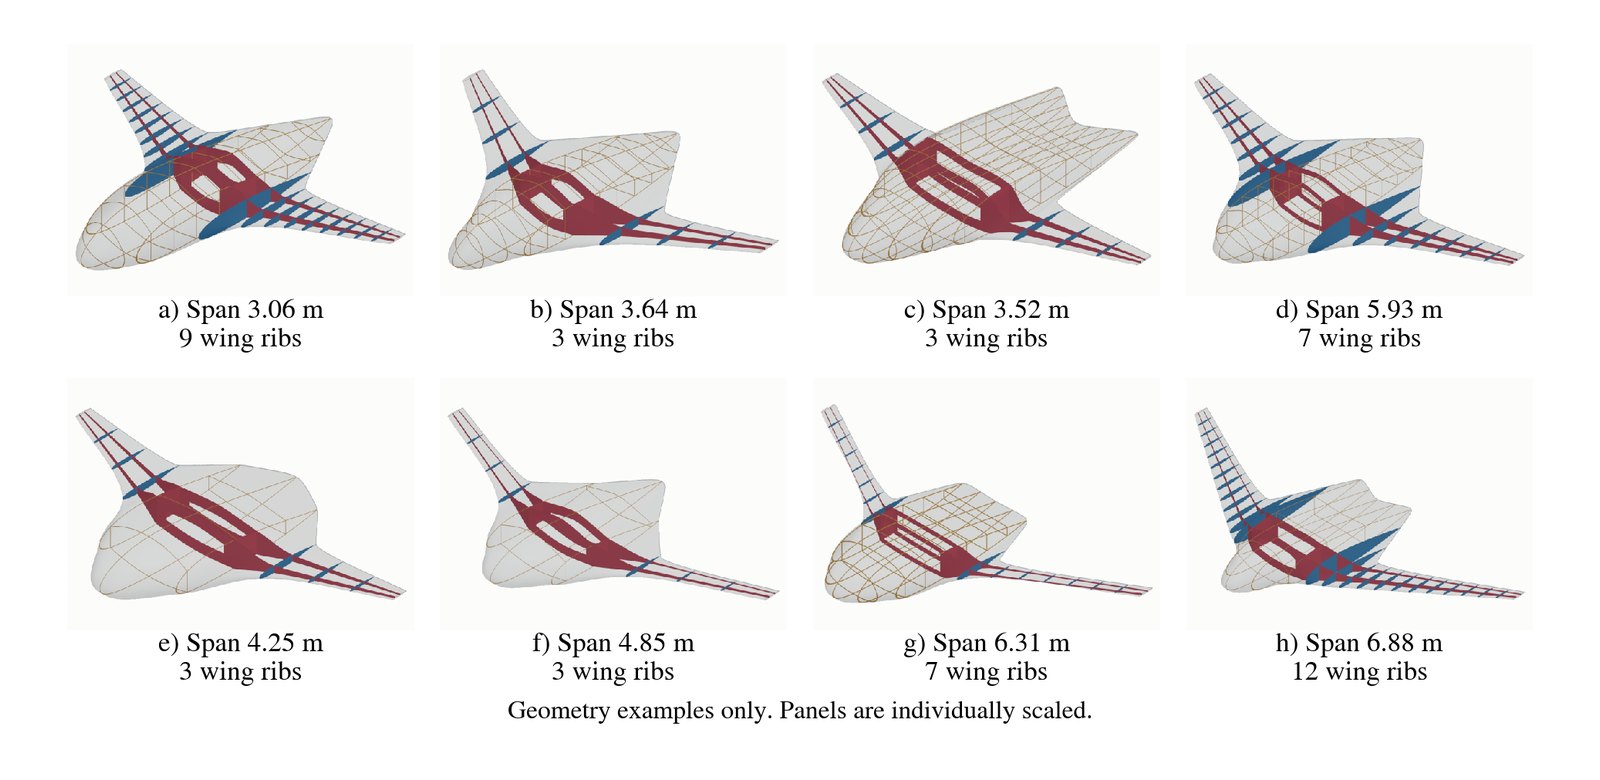 a) Span 3.06 m
9 wing ribs
b) Span 3.64 m
3 wing ribs
c) Span 3.52 m
3 wing ribs
d) Span 5.93 m
7 wing ribs
e) Span 4.25 m
3 wing ribs
f) Span 4.85 m
3 wing ribs
g) Span 6.31 m
7 wing ribs
h) Span 6.88 m
12 wing ribs
Geometry examples only. Panels are individually scaled.